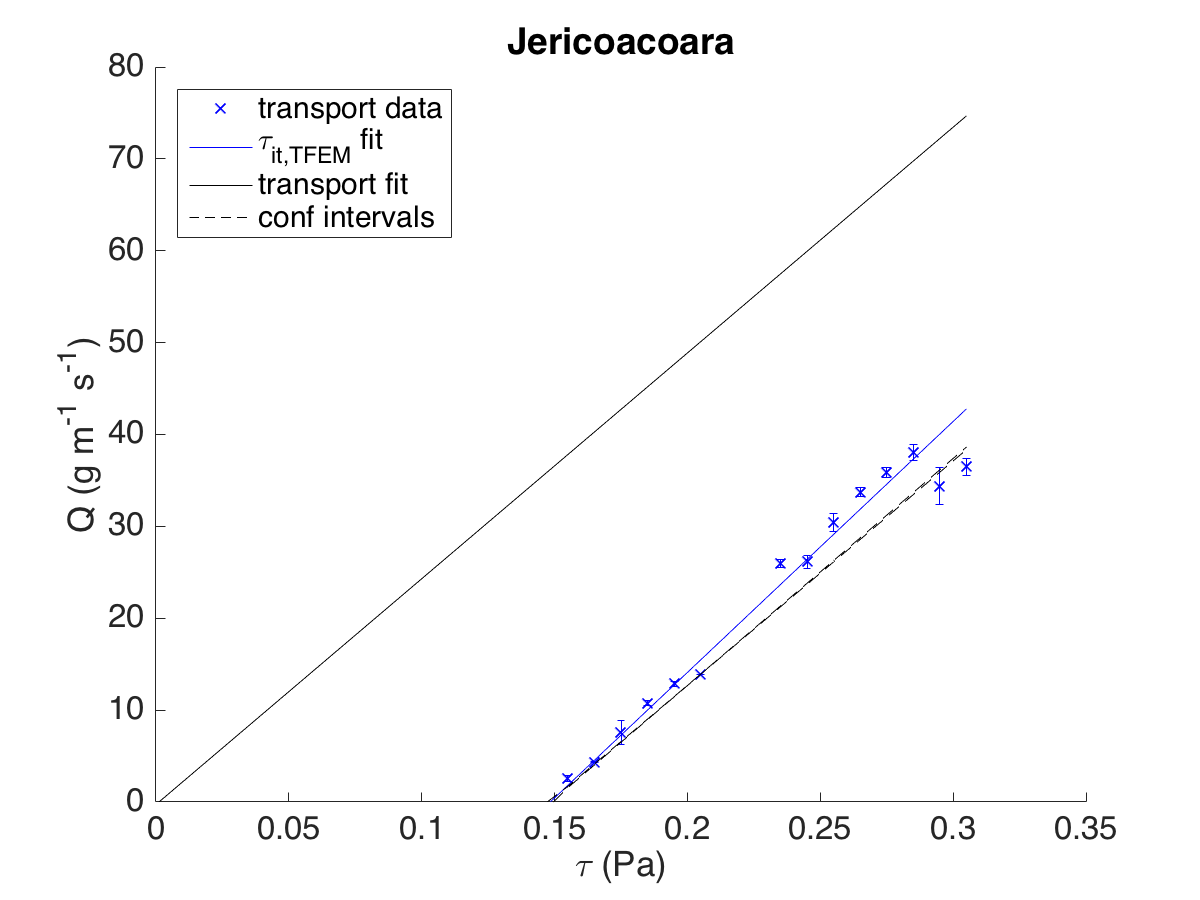 Jericoacoara
80
70
60
50
40
30
20
10
0
Q (g m⁻¹ s⁻¹)
× transport data
τ_it,TFEM fit
transport fit
conf intervals
0 0.05 0.1 0.15 0.2 0.25 0.3 0.35
τ (Pa)